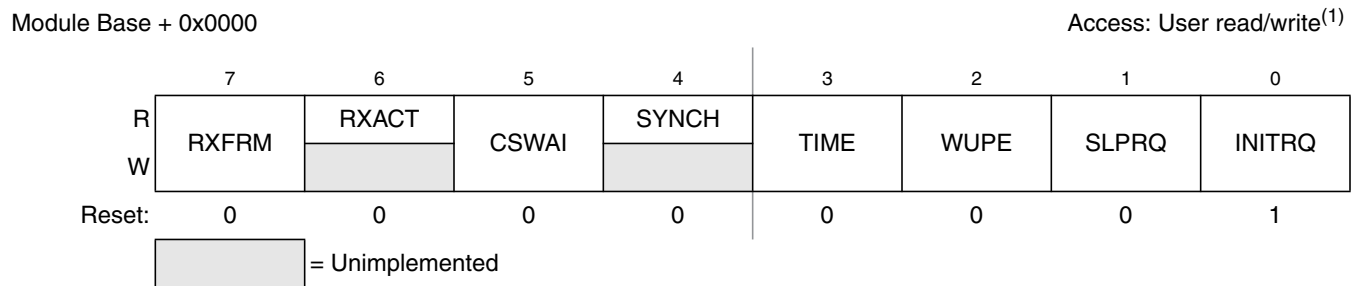 Module Base + 0x0000 Access: User read/write(1)
7 6 5 4 3 2 1 0
R RXFRM RXACT CSWAI SYNCH TIME WUPE SLPRQ INITRQ
W
Reset: 0 0 0 0 0 0 0 1
= Unimplemented